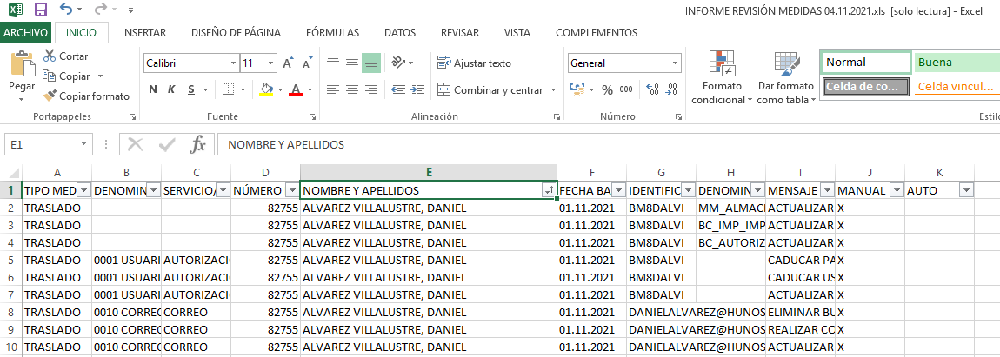 INFORME REVISIÓN MEDIDAS 04.11.2021.xls [solo lectura] - Excel
ARCHIVO INICIO INSERTAR DISEÑO DE PÁGINA FÓRMULAS DATOS REVISAR VISTA COMPLEMENTOS
Pegar
Cortar
Copiar
Copiar formato
Portapapeles
Calibri 11
N K S
Fuente
Ajustar texto
Combinar y centrar
Alineación
General
% 000
Número
Formato condicional
Dar formato como tabla
Normal Buena
Celda de co... Celda vincul...
Estilo
E1 fx NOMBRE Y APELLIDOS
A B C D E F G H I J K
1 TIPO MED DENOMIN SERVICIO/ NÚMERO NOMBRE Y APELLIDOS FECHA BA IDENTIFIC DENOMIN MENSAJE MANUAL AUTO
2 TRASLADO 82755 ALVAREZ VILLALUSTRE, DANIEL 01.11.2021 BM8DALVI MM_ALMAC ACTUALIZAR X
3 TRASLADO 82755 ALVAREZ VILLALUSTRE, DANIEL 01.11.2021 BM8DALVI BC_IMP_IMP ACTUALIZAR X
4 TRASLADO 82755 ALVAREZ VILLALUSTRE, DANIEL 01.11.2021 BM8DALVI BC_AUTORIZ ACTUALIZAR X
5 TRASLADO 0001 USUARI AUTORIZACIO 82755 ALVAREZ VILLALUSTRE, DANIEL 01.11.2021 BM8DALVI CADUCAR PA X
6 TRASLADO 0001 USUARI AUTORIZACIO 82755 ALVAREZ VILLALUSTRE, DANIEL 01.11.2021 BM8DALVI CADUCAR US X
7 TRASLADO 0001 USUARI AUTORIZACIO 82755 ALVAREZ VILLALUSTRE, DANIEL 01.11.2021 BM8DALVI ACTUALIZAR X
8 TRASLADO 0010 CORREO CORREO 82755 ALVAREZ VILLALUSTRE, DANIEL 01.11.2021 DANIELALVAREZ@HUNOS ELIMINAR BU X
9 TRASLADO 0010 CORREO CORREO 82755 ALVAREZ VILLALUSTRE, DANIEL 01.11.2021 DANIELALVAREZ@HUNOS REALIZAR CO X
10 TRASLADO 0010 CORREO CORREO 82755 ALVAREZ VILLALUSTRE, DANIEL 01.11.2021 DANIELALVAREZ@HUNOS ACTUALIZAR X